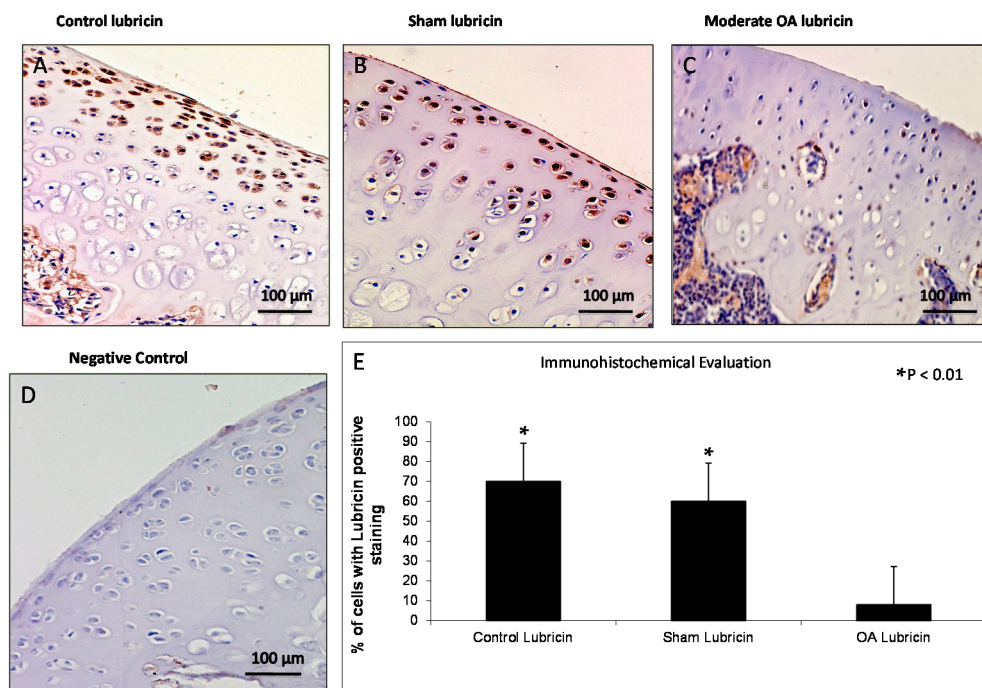 Control lubricin
Sham lubricin
Moderate OA lubricin
A
B
C
100 µm
100 µm
100 µm
Negative Control
D
100 µm
E
Immunohistochemical Evaluation
*P < 0.01
% of cells with Lubricin positive
staining
100
90
80
70
60
50
40
30
20
10
0
*
*
Control Lubricin
Sham Lubricin
OA Lubricin